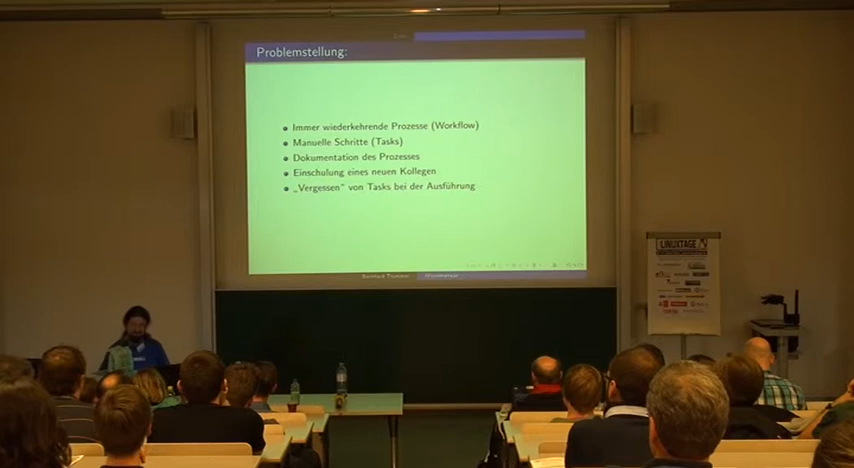 Problemstellung:
Immer wiederkehrende Prozesse (Workflow)
Manuelle Schritte (Tasks)
Dokumentation des Prozesses
Einschulung eines neuen Kollegen
„Vergessen“ von Tasks bei der Ausführung
LINUXTAGE